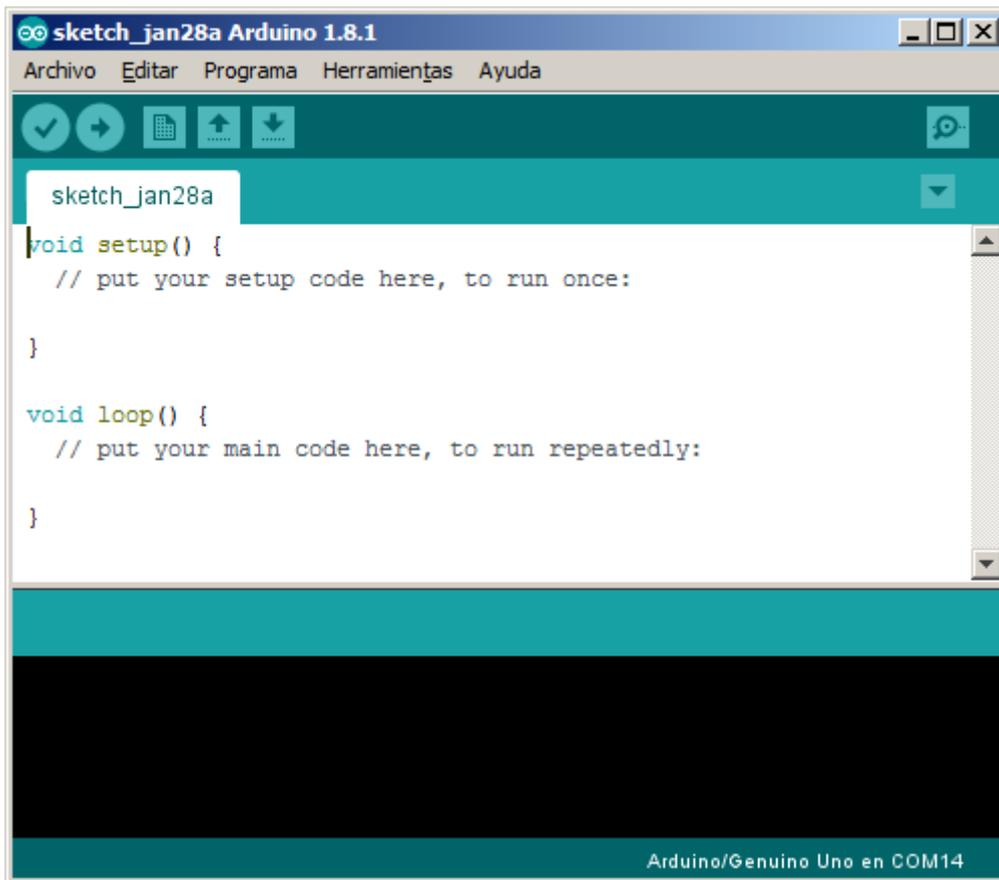 sketch_jan28a Arduino 1.8.1
Archivo Editar Programa Herramientas Ayuda
sketch_jan28a
void setup() {
  // put your setup code here, to run once:
}
void loop() {
  // put your main code here, to run repeatedly:
}
Arduino/Genuino Uno en COM14